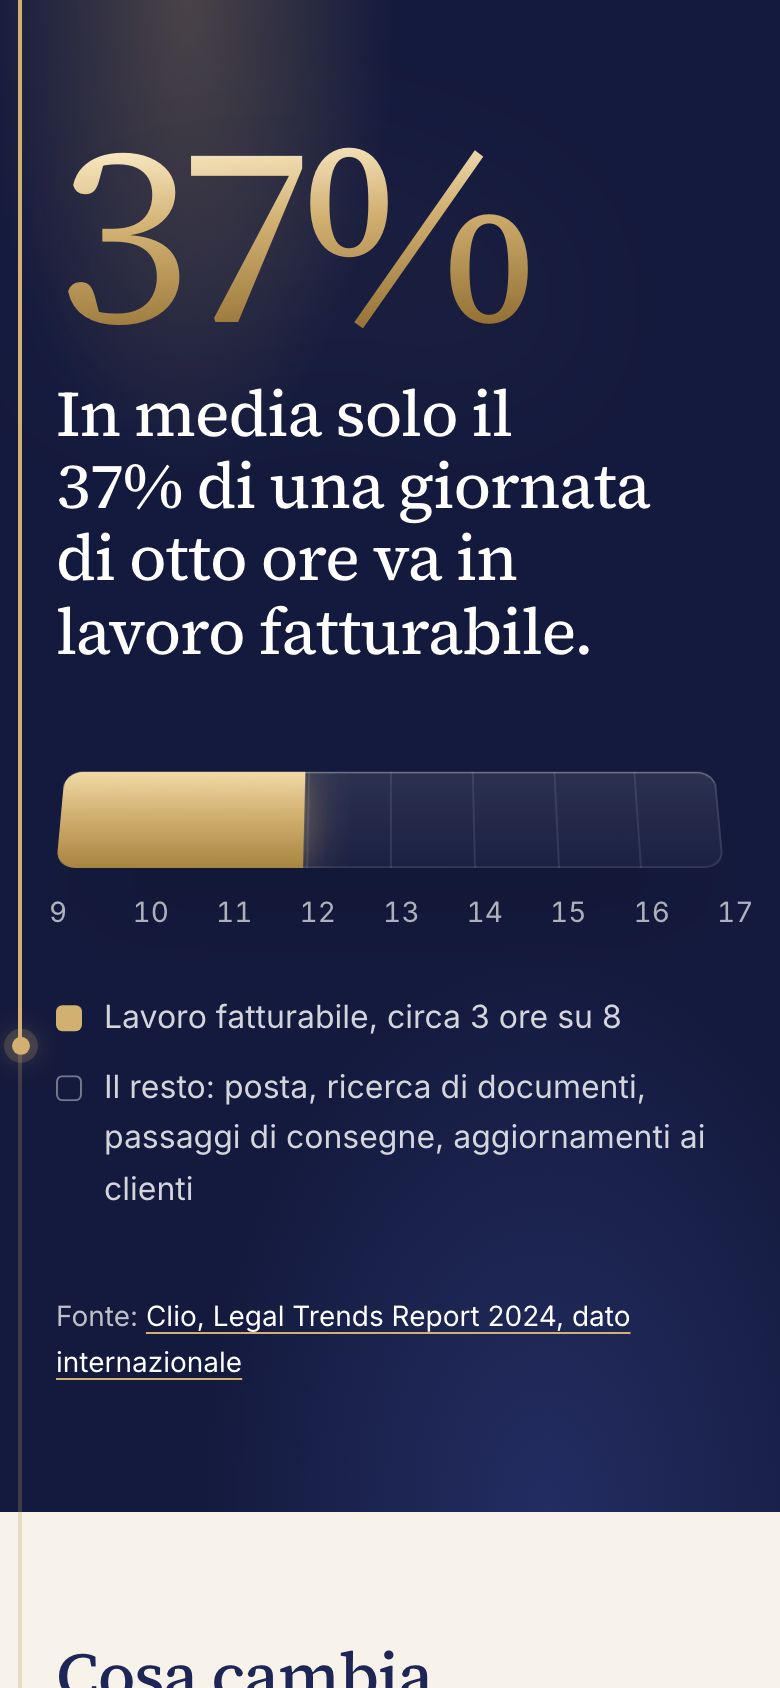 37%
In media solo il
37% di una giornata
di otto ore va in
lavoro fatturabile.
9 10 11 12 13 14 15 16 17
Lavoro fatturabile, circa 3 ore su 8
Il resto: posta, ricerca di documenti,
passaggi di consegne, aggiornamenti ai
clienti
Fonte: Clio, Legal Trends Report 2024, dato
internazionale
Cosa cambia